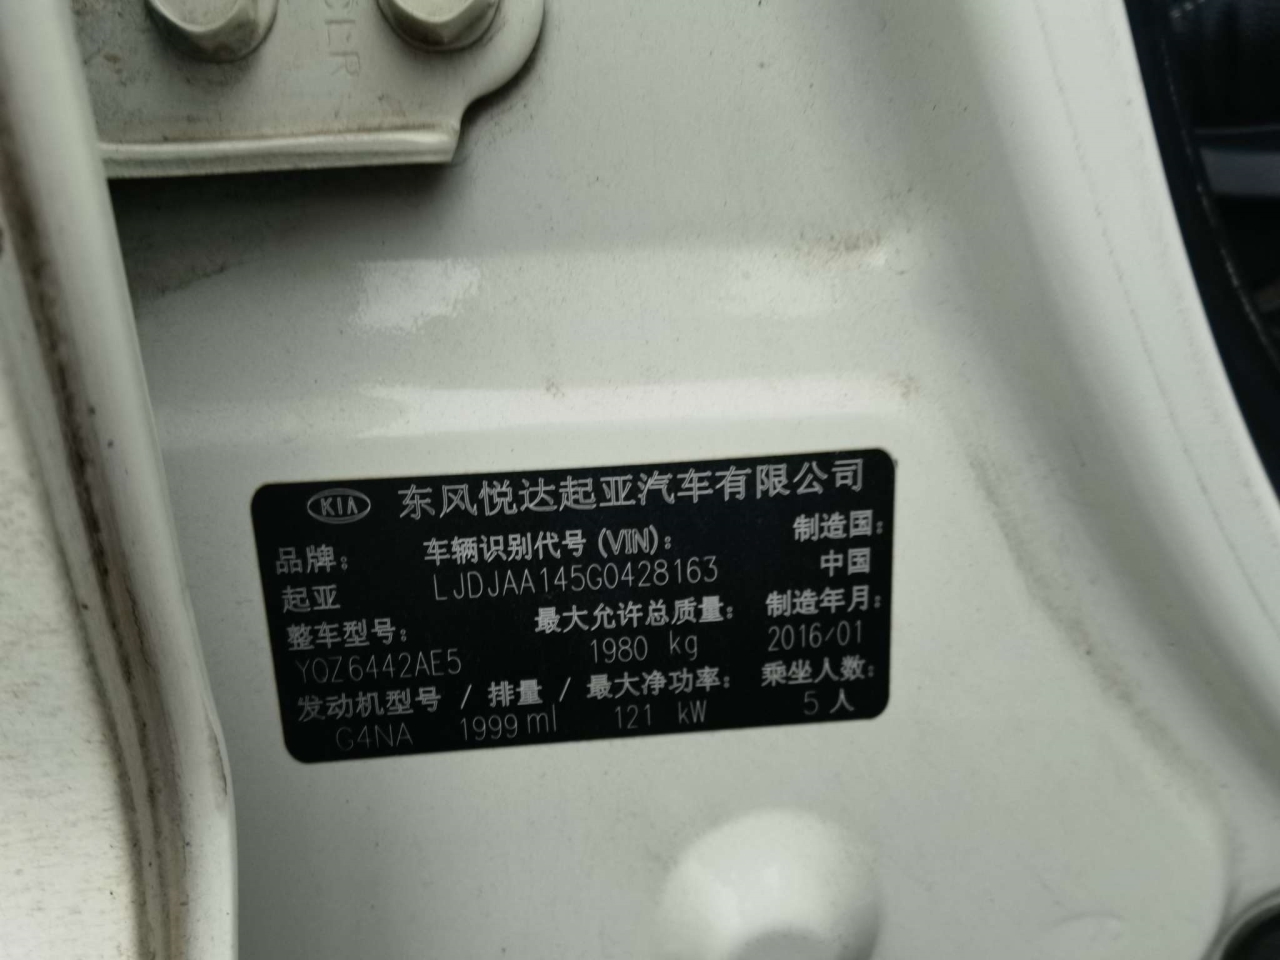 KIA 东风悦达起亚汽车有限公司
品牌： 车辆识别代号 (VIN)： 制造国：
起亚 LJDJAA145G0428163 中国
整车型号： 最大允许总质量： 制造年月：
YQZ6442AE5 1980 kg 2016/01
发动机型号 / 排量 / 最大净功率： 乘坐人数：
G4NA 1999 ml 121 kW 5 人